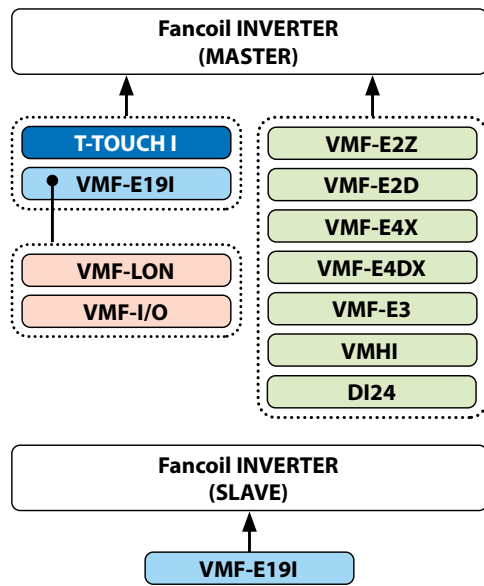 Fancoil INVERTER
(MASTER)
T-TOUCH I
VMF-E19I
VMF-LON
VMF-I/O
VMF-E2Z
VMF-E2D
VMF-E4X
VMF-E4DX
VMF-E3
VMHI
DI24
Fancoil INVERTER
(SLAVE)
VMF-E19I